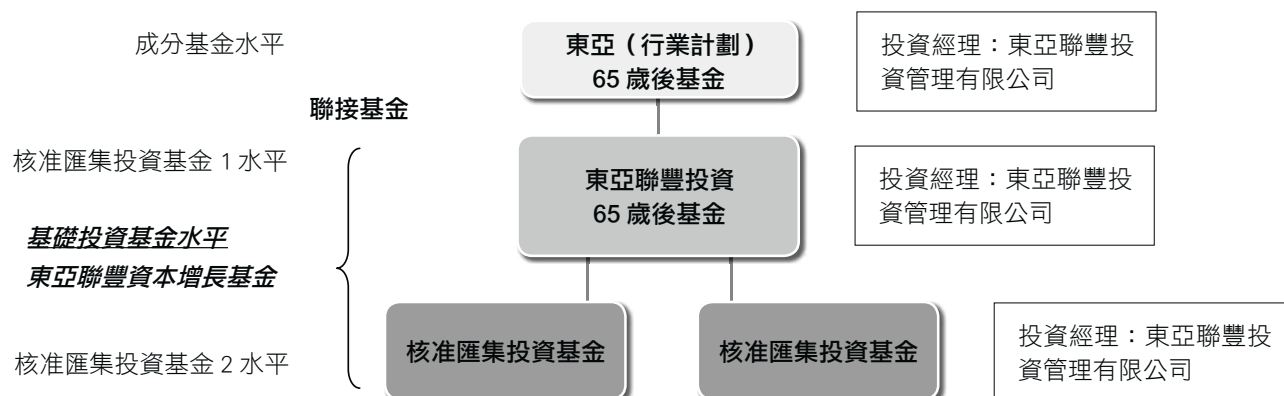 成分基金水平
東亞（行業計劃）
65 歲後基金
投資經理：東亞聯豐投
資管理有限公司
聯接基金
核准匯集投資基金 1 水平
東亞聯豐投資
65 歲後基金
投資經理：東亞聯豐投
資管理有限公司
基礎投資基金水平
東亞聯豐資本增長基金
核准匯集投資基金 2 水平
核准匯集投資基金
核准匯集投資基金
投資經理：東亞聯豐投
資管理有限公司